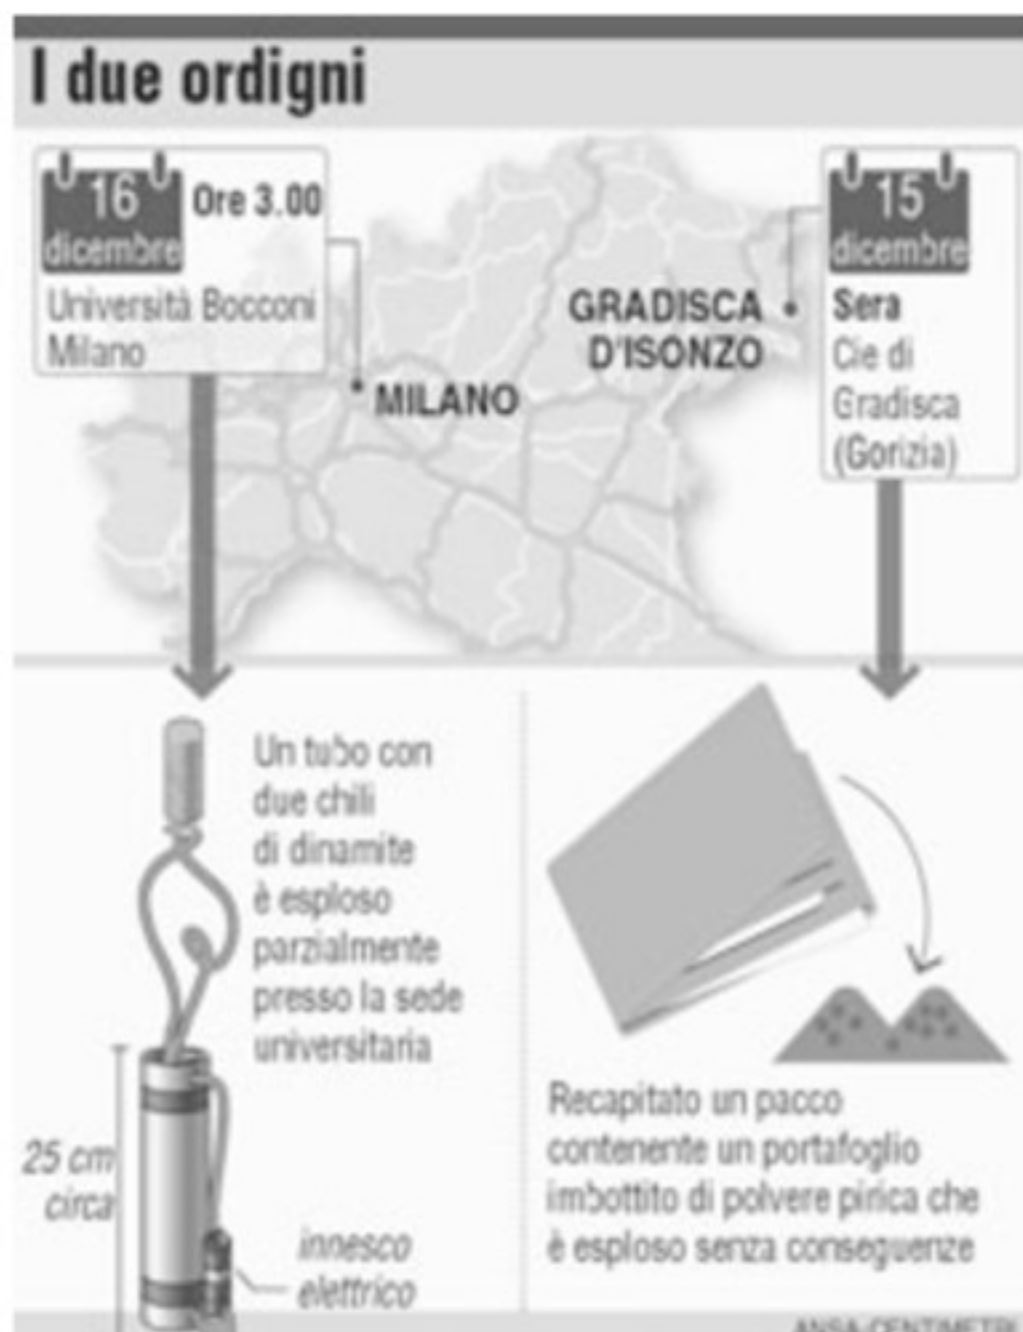 I due ordigni
16
dicembre
Ore 3.00
Università Bocconi
Milano
MILANO
GRADISCA
D'ISONZO
15
dicembre
Sera
Cie di
Gradisca
(Gorizia)
Un tubo con
due chili
di dinamite
è esploso
parzialmente
presso la sede
universitaria
25 cm
circa
innesco
elettrico
Recapitato un pacco
contenente un portafoglio
imbottito di polvere pirica che
è esploso senza conseguenze
ANSA-CENTIMETRI